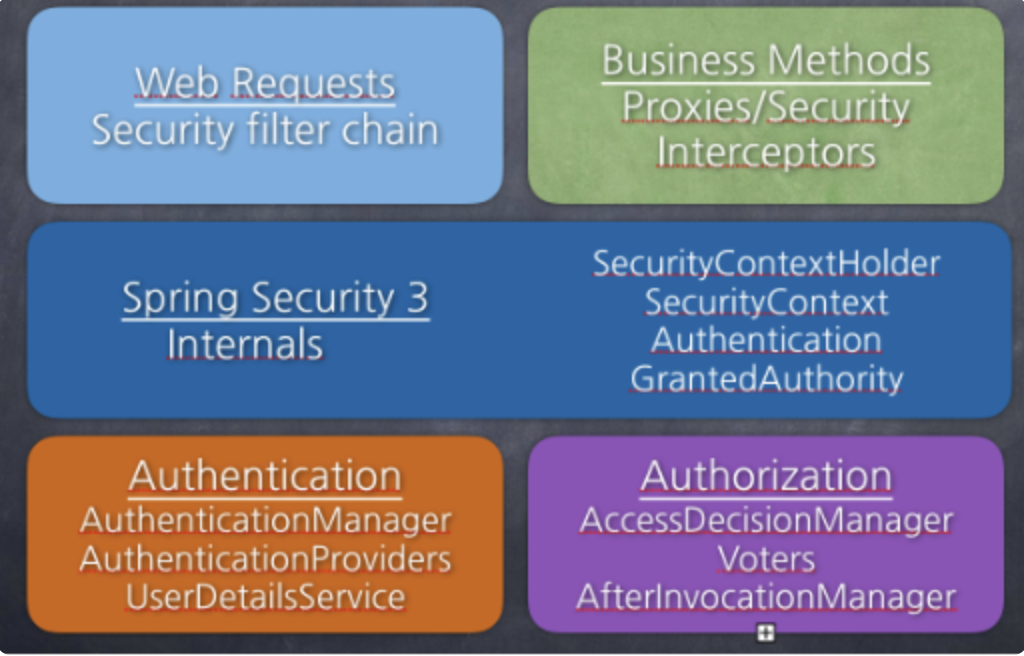 Web Requests
Security filter chain
Business Methods
Proxies/Security
Interceptors
Spring Security 3
Internals
SecurityContextHolder
SecurityContext
Authentication
GrantedAuthority
Authentication
AuthenticationManager
AuthenticationProviders
UserDetailsService
Authorization
AccessDecisionManager
Voters
AfterInvocationManager